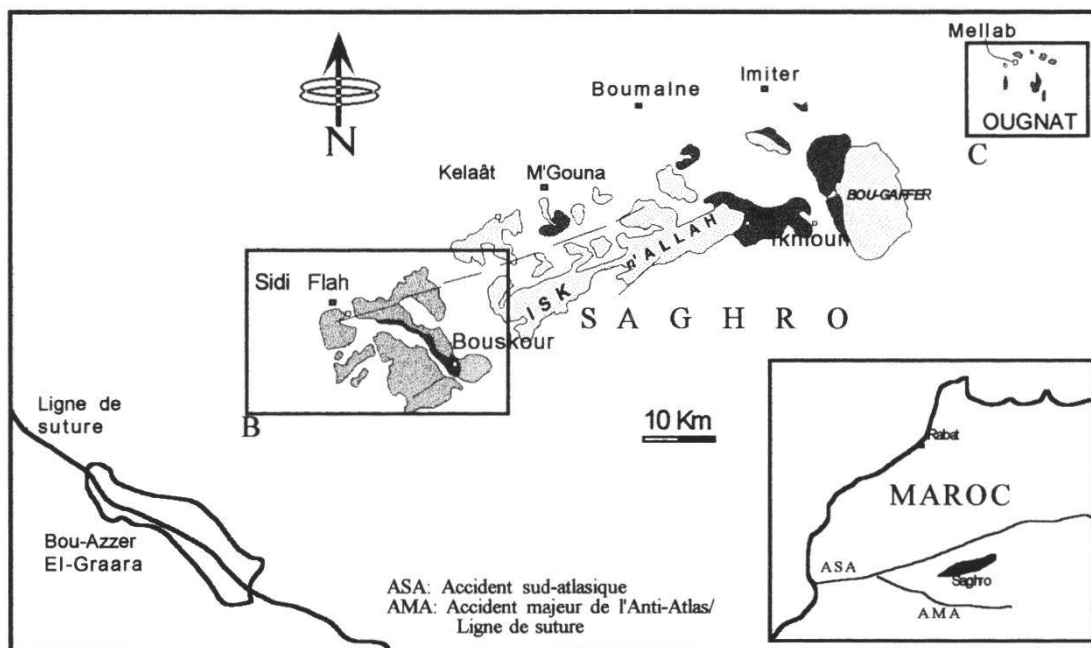 Mellab
Imiter
Boumalne
OUGNAT
C
N
Kelaât M'Gouna
BOU-GAFFER
Ikmoun
ISK n'ALLAH
Sidi Flah
SAGHRO
Bouskour
B
10 Km
Ligne de
suture
Bou-Azzer
El-Graara
ASA: Accident sud-atlasique
AMA: Accident majeur de l'Anti-Atlas/
Ligne de suture
Rabat
MAROC
ASA
Saghro
AMA